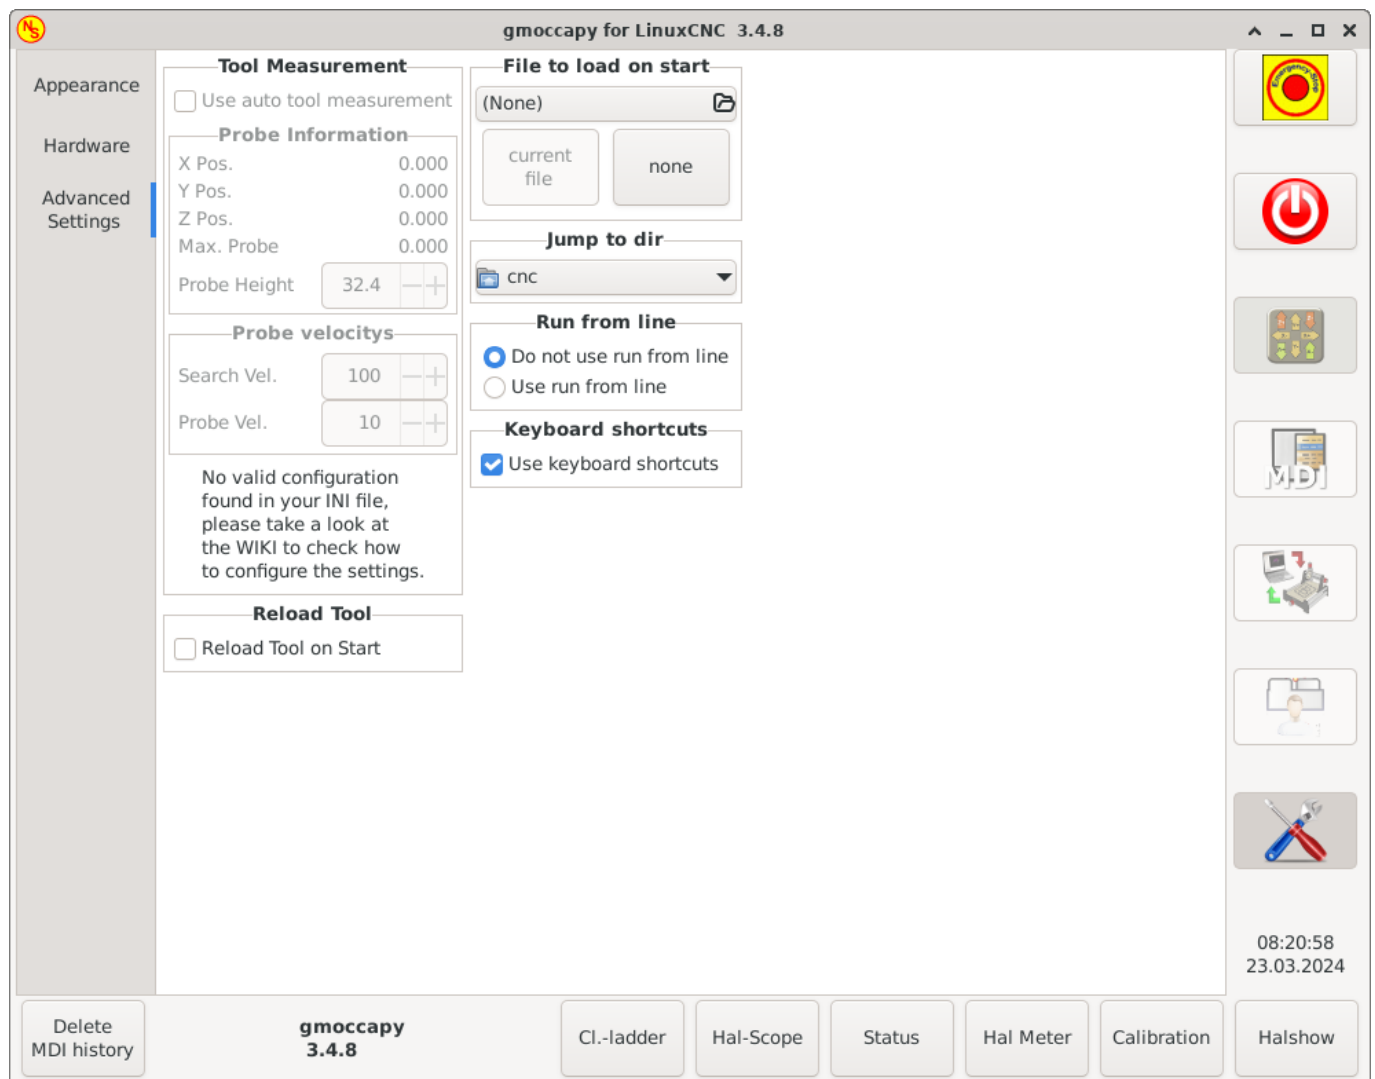 NS
gmoccapy for LinuxCNC 3.4.8
Appearance
Hardware
Advanced
Settings
Tool Measurement
Use auto tool measurement
Probe Information
X Pos. 0.000
Y Pos. 0.000
Z Pos. 0.000
Max. Probe 0.000
Probe Height 32.4
Probe velocitys
Search Vel. 100
Probe Vel. 10
No valid configuration
found in your INI file,
please take a look at
the WIKI to check how
to configure the settings.
Reload Tool
Reload Tool on Start
File to load on start
(None)
current
file
none
Jump to dir
cnc
Run from line
Do not use run from line
Use run from line
Keyboard shortcuts
Use keyboard shortcuts
Emergency-Stop
MDI
08:20:58
23.03.2024
Delete
MDI history
gmoccapy
3.4.8
Cl.-ladder
Hal-Scope
Status
Hal Meter
Calibration
Halshow